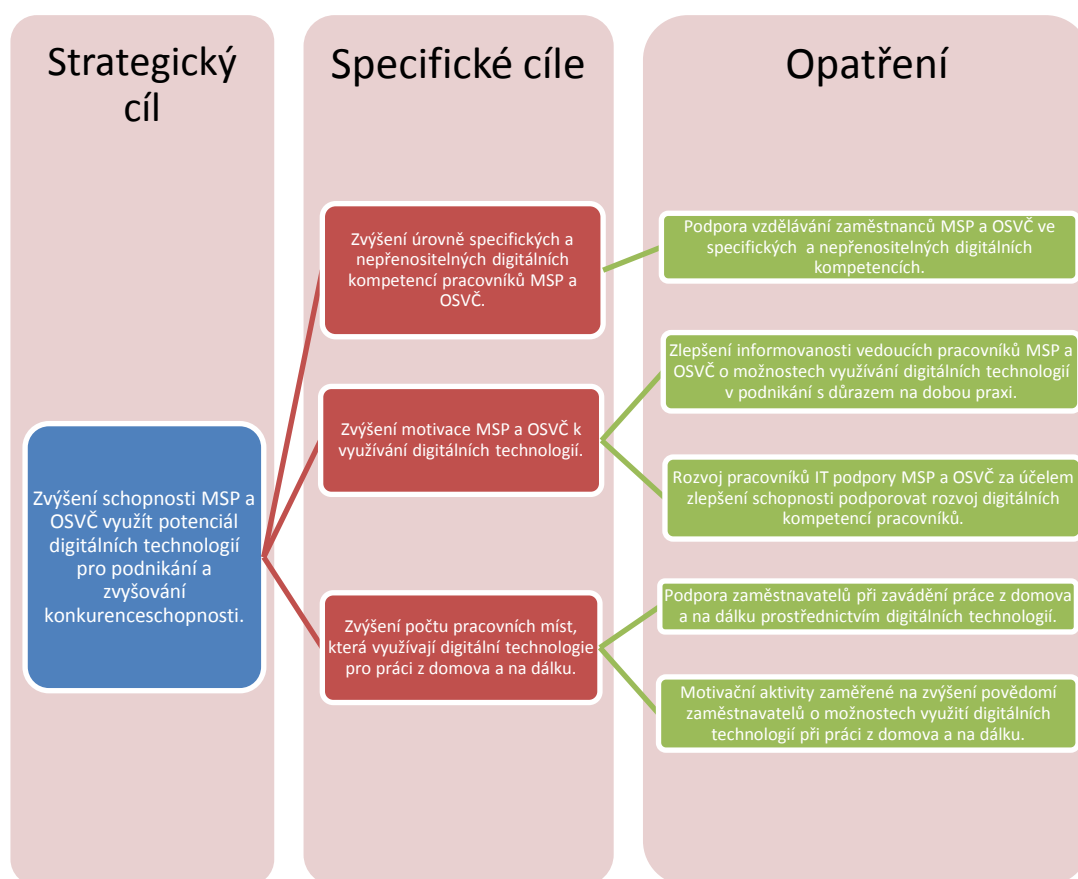 Strategický
cíl
Specifické cíle
Opatření
Zvýšení schopnosti MSP a
OSVČ využít potenciál
digitálních technologií
pro podnikání a
zvyšování
konkurenceschopnosti.
Zvýšení úrovně specifických a
nepřenositelných digitálních
kompetencí pracovníků MSP a
OSVČ.
Zvýšení motivace MSP a OSVČ k
využívání digitálních technologií.
Zvýšení počtu pracovních míst,
která využívají digitální technologie
pro práci z domova a na dálku.
Podpora vzdělávání zaměstnanců MSP a OSVČ ve
specifických a nepřenositelných digitálních
kompetencích.
Zlepšení informovanosti vedoucích pracovníků MSP a
OSVČ o možnostech využívání digitálních technologií
v podnikání s důrazem na dobou praxi.
Rozvoj pracovníků IT podpory MSP a OSVČ za účelem
zlepšení schopnosti podporovat rozvoj digitálních
kompetencí pracovníků.
Podpora zaměstnavatelů při zavádění práce z domova
a na dálku prostřednictvím digitálních technologií.
Motivační aktivity zaměřené na zvýšení povědomí
zaměstnavatelů o možnostech využití digitálních
technologií při práci z domova a na dálku.